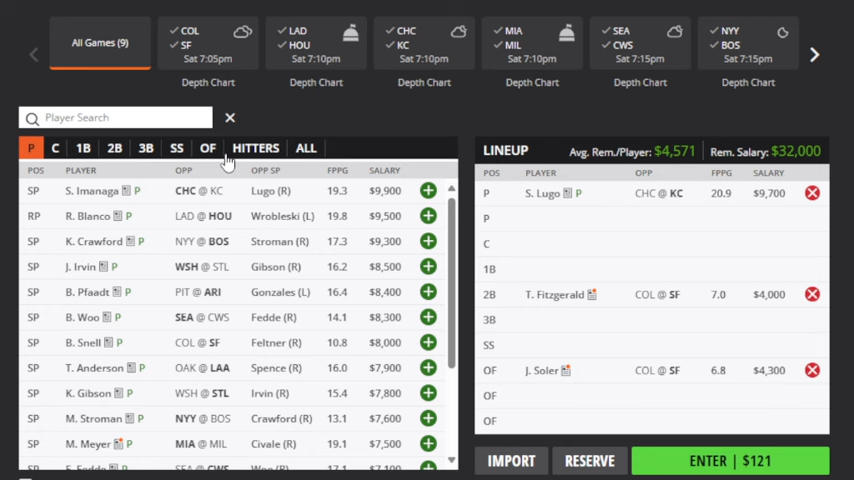 All Games (9)
COL
SF
Sat 7:05pm
LAD
HOU
Sat 7:10pm
CHC
KC
Sat 7:10pm
MIA
MIL
Sat 7:10pm
SEA
CWS
Sat 7:15pm
NYY
BOS
Sat 7:15pm
Depth Chart Depth Chart Depth Chart Depth Chart Depth Chart Depth Chart
Player Search
P C 1B 2B 3B SS OF HITTERS ALL
POS PLAYER OPP OPP SP FPPG SALARY
SP S. Imanaga P CHC @ KC Lugo (R) 19.3 $9,900
RP R. Blanco P LAD @ HOU Wrobleski (L) 19.8 $9,500
SP K. Crawford P NYY @ BOS Stroman (R) 17.3 $9,300
SP J. Irvin P WSH @ STL Gibson (R) 16.2 $8,500
SP B. Pfaadt P PIT @ ARI Gonzales (L) 16.4 $8,400
SP B. Woo P SEA @ CWS Fedde (R) 14.1 $8,300
SP B. Snell P COL @ SF Feltner (R) 10.8 $8,000
SP T. Anderson P OAK @ LAA Spence (R) 16.0 $7,900
SP K. Gibson P WSH @ STL Irvin (R) 15.4 $7,800
SP M. Stroman P NYY @ BOS Crawford (R) 13.1 $7,600
SP M. Meyer P MIA @ MIL Civale (R) 19.1 $7,500
SP E. Fedde P SEA @ CWS Woo (R) 17.1 $7,100
LINEUP Avg. Rem./Player: $4,571 Rem. Salary: $32,000
POS PLAYER OPP FPPG SALARY
P S. Lugo P CHC @ KC 20.9 $9,700
P
C
1B
2B T. Fitzgerald COL @ SF 7.0 $4,000
3B
SS
OF J. Soler COL @ SF 6.8 $4,300
OF
OF
IMPORT RESERVE ENTER | $121